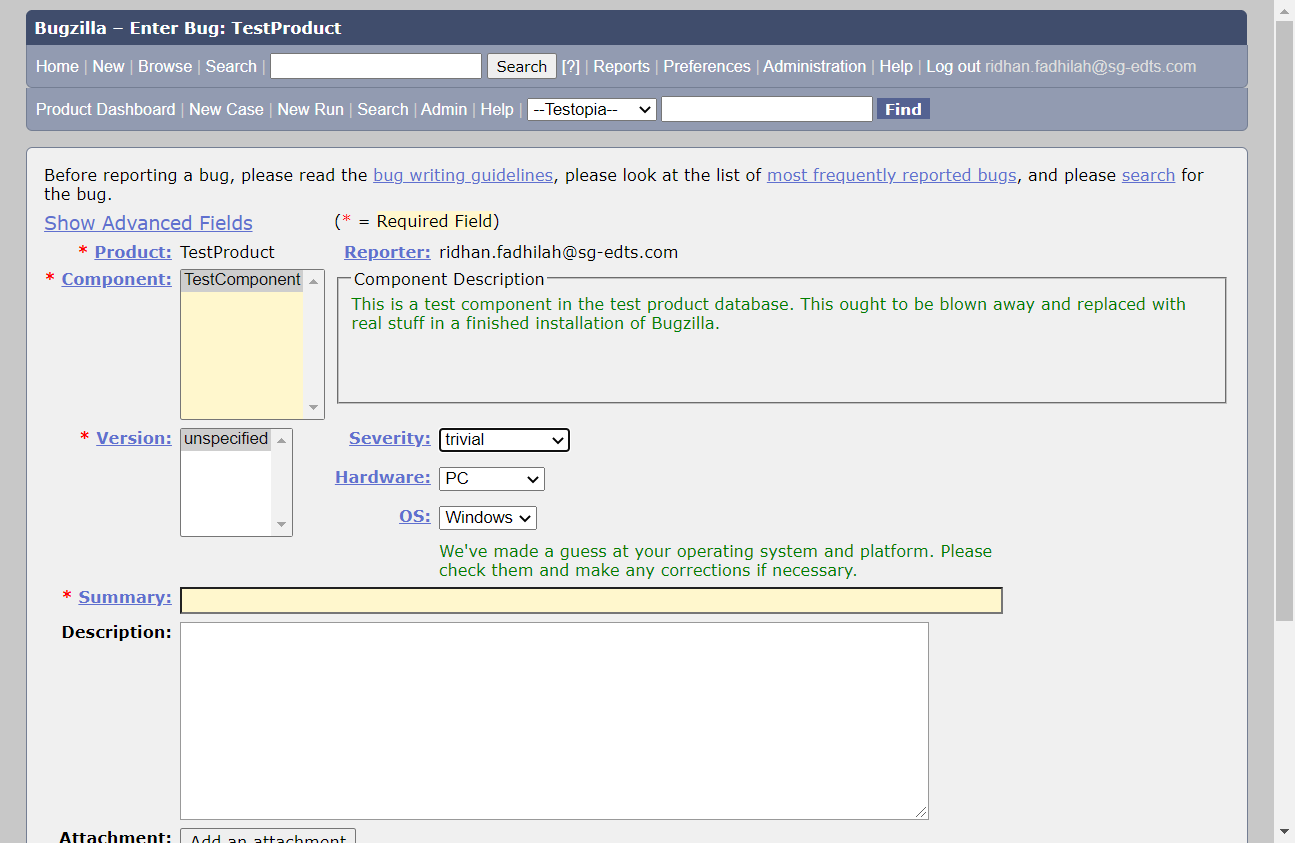 Bugzilla – Enter Bug: TestProduct
Home | New | Browse | Search | Search [?] | Reports | Preferences | Administration | Help | Log out ridhan.fadhilah@sg-edts.com
Product Dashboard | New Case | New Run | Search | Admin | Help | --Testopia-- Find
Before reporting a bug, please read the bug writing guidelines, please look at the list of most frequently reported bugs, and please search for
the bug.
Show Advanced Fields (* = Required Field)
* Product: TestProduct Reporter: ridhan.fadhilah@sg-edts.com
* Component: TestComponent Component Description
This is a test component in the test product database. This ought to be blown away and replaced with
real stuff in a finished installation of Bugzilla.
* Version: unspecified Severity: trivial
Hardware: PC
OS: Windows
We've made a guess at your operating system and platform. Please
check them and make any corrections if necessary.
* Summary:
Description:
Attachment: Add an attachment